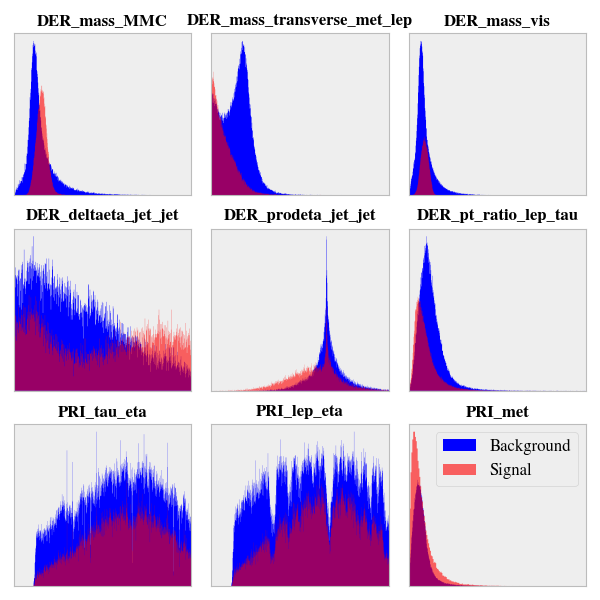 DER_mass_MMC
DER_mass_transverse_met_lep
DER_mass_vis
DER_deltaeta_jet_jet
DER_prodeta_jet_jet
DER_pt_ratio_lep_tau
PRI_tau_eta
PRI_lep_eta
PRI_met
Background
Signal